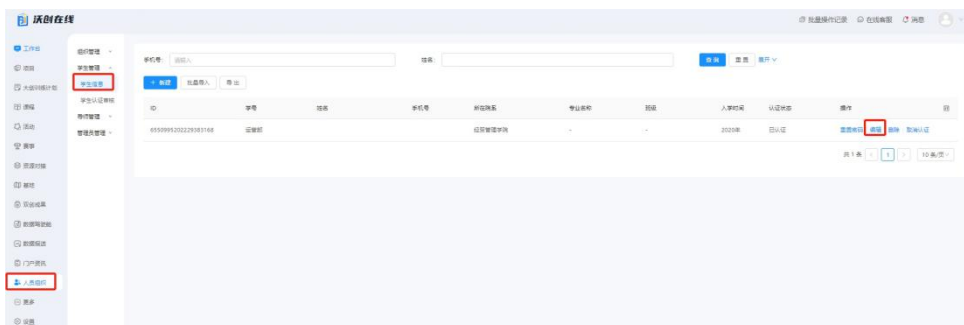 沃创在线
批量操作记录 在线客服 消息
工作台
项目
大创训练计划
课程
活动
赛事
资源对接
基地
双创成果
数据驾驶舱
数据报送
门户资讯
人员组织
更多
设置
组织管理
学生管理
学生信息
学生认证审核
导师管理
管理员管理
手机号: 请输入 姓名: 查询 重置 展开
+ 新建 批量导入 导出
ID 学号 姓名 手机号 所在院系 专业名称 班级 入学时间 认证状态 操作
运营部 经济管理学院 - - 2020年 已认证 重置密码 编辑 删除 取消认证
共 1 条 < 1 > 10 条/页